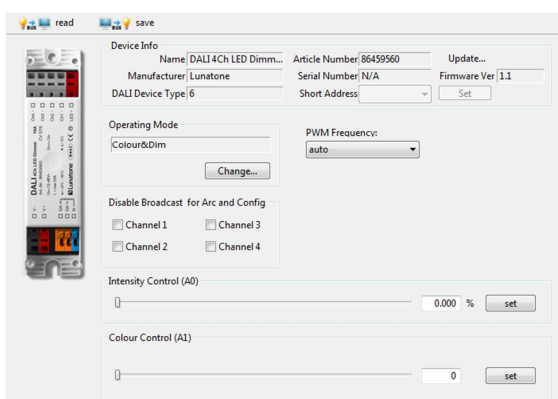 read save
Device Info
Name DALI 4Ch LED Dimm... Article Number 86459560 Update...
Manufacturer Lunatone Serial Number N/A Firmware Ver 1.1
DALI Device Type 6 Short Address Set
Operating Mode
Colour&Dim
Change...
PWM Frequency:
auto
Disable Broadcast for Arc and Config
Channel 1 Channel 3
Channel 2 Channel 4
Intensity Control (A0)
0.000 % set
Colour Control (A1)
0 set